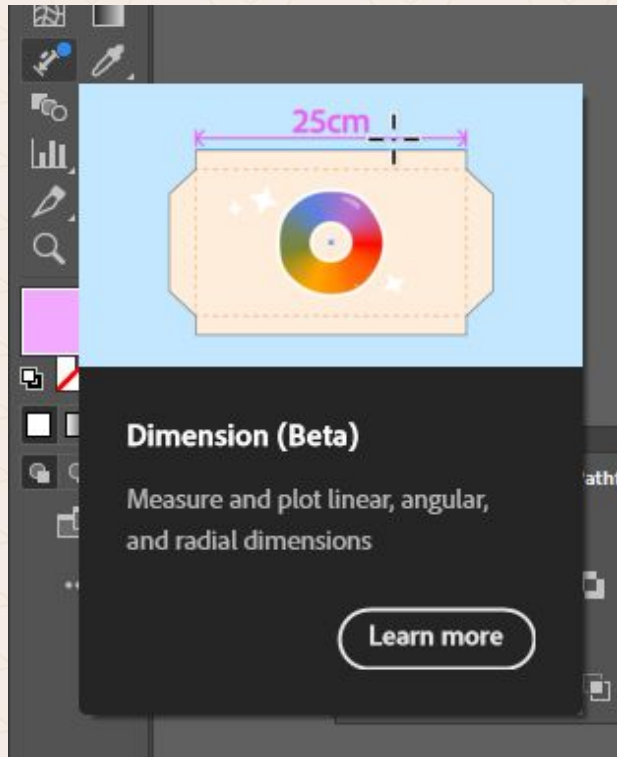 25cm
Dimension (Beta)
Measure and plot linear, angular,
and radial dimensions
Learn more